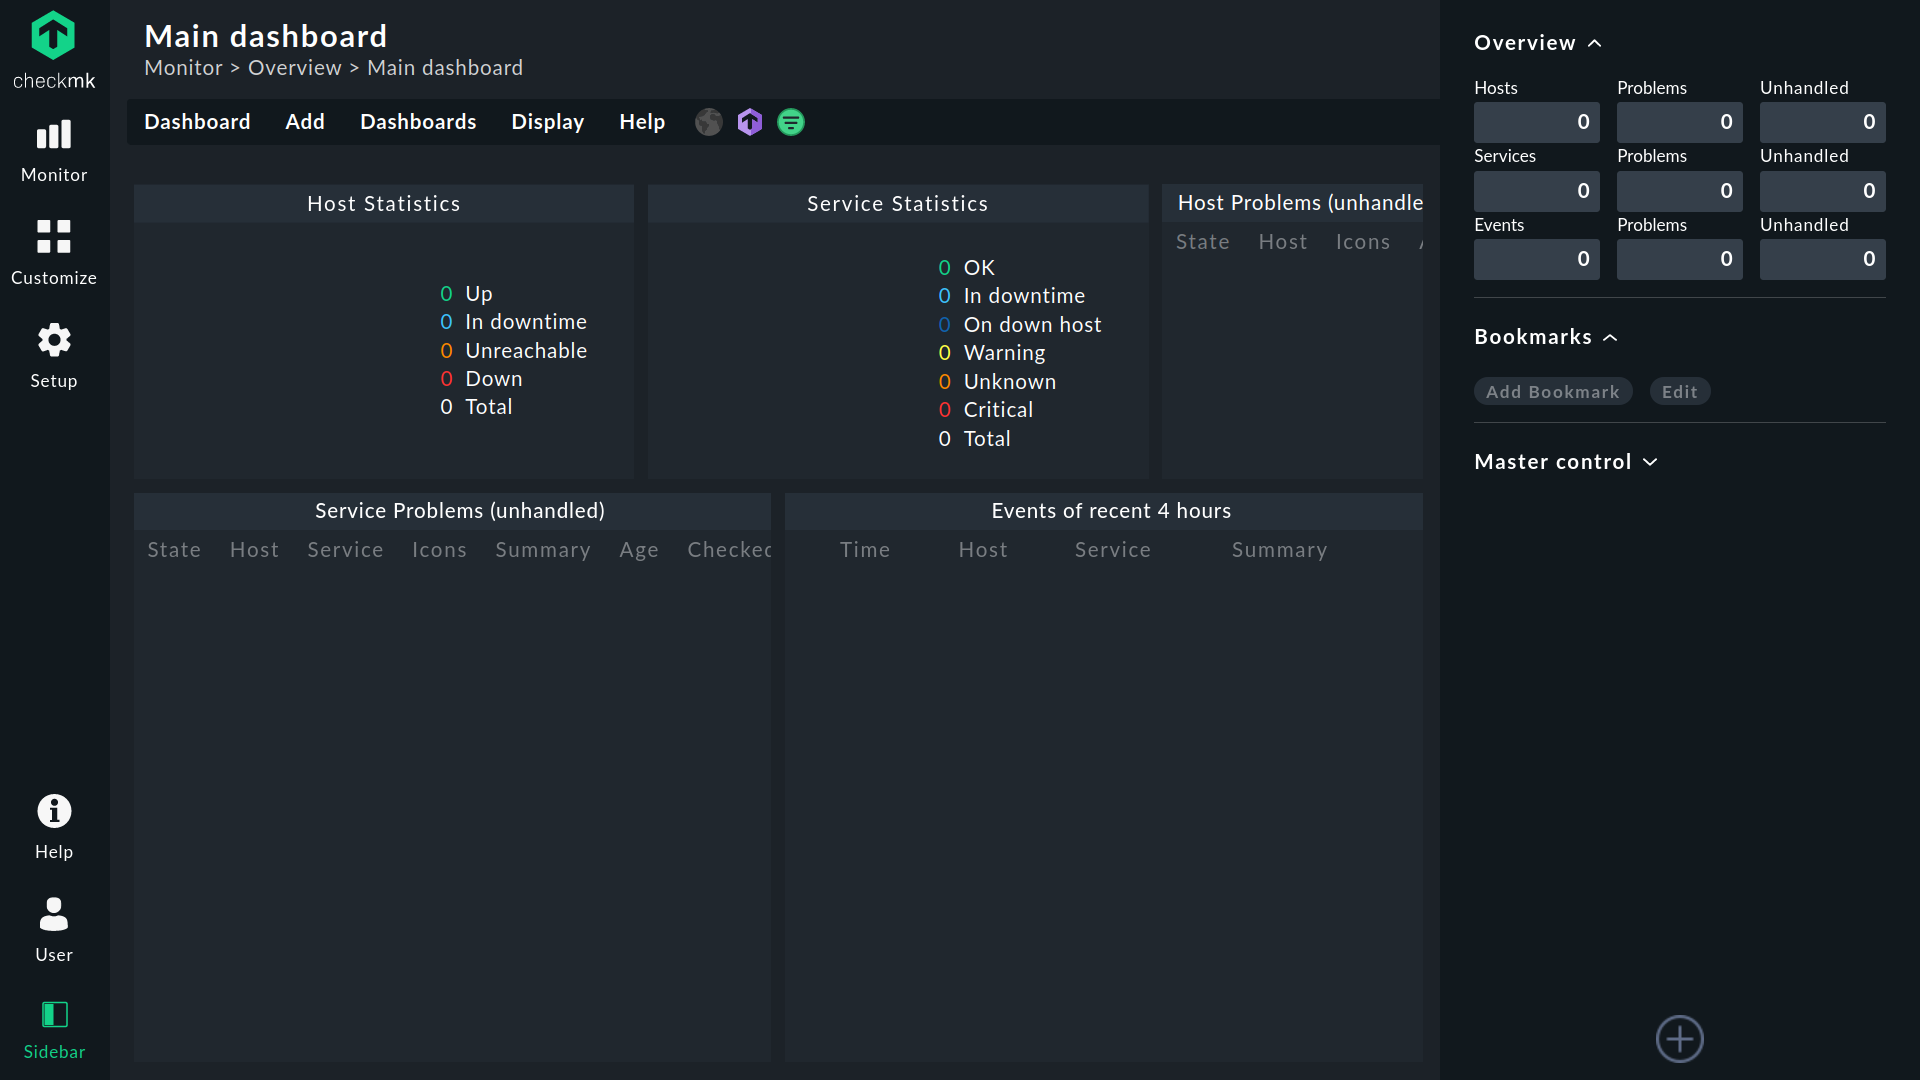 checkmk
Monitor
Customize
Setup
Help
User
Sidebar
Main dashboard
Monitor > Overview > Main dashboard
Dashboard Add Dashboards Display Help
Host Statistics
0 Up
0 In downtime
0 Unreachable
0 Down
0 Total
Service Statistics
0 OK
0 In downtime
0 On down host
0 Warning
0 Unknown
0 Critical
0 Total
Host Problems (unhandle
State Host Icons
Service Problems (unhandled)
State Host Service Icons Summary Age Checked
Events of recent 4 hours
Time Host Service Summary
Overview
Hosts Problems Unhandled
0 0 0
Services Problems Unhandled
0 0 0
Events Problems Unhandled
0 0 0
Bookmarks
Add Bookmark Edit
Master control